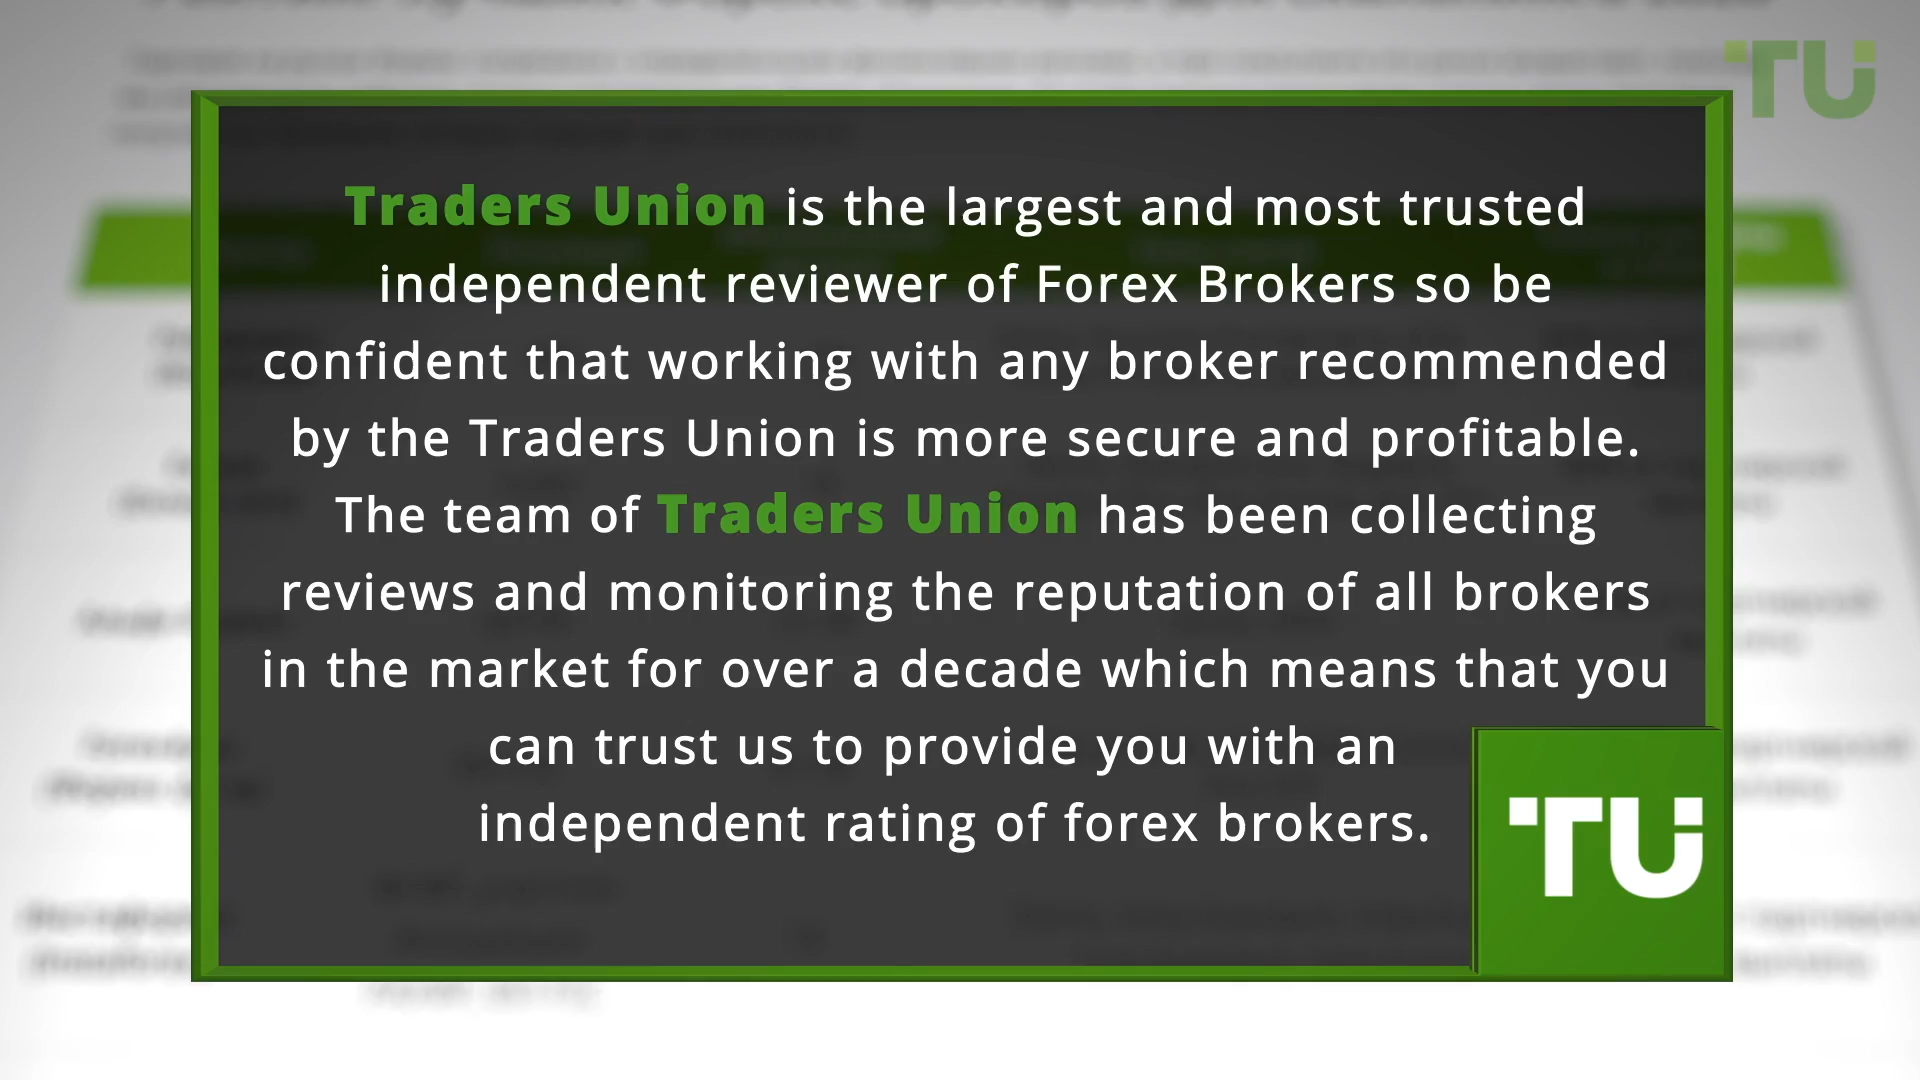 TU
Traders Union is the largest and most trusted
independent reviewer of Forex Brokers so be
confident that working with any broker recommended
by the Traders Union is more secure and profitable.
The team of Traders Union has been collecting
reviews and monitoring the reputation of all brokers
in the market for over a decade which means that you
can trust us to provide you with an
independent rating of forex brokers.
TU